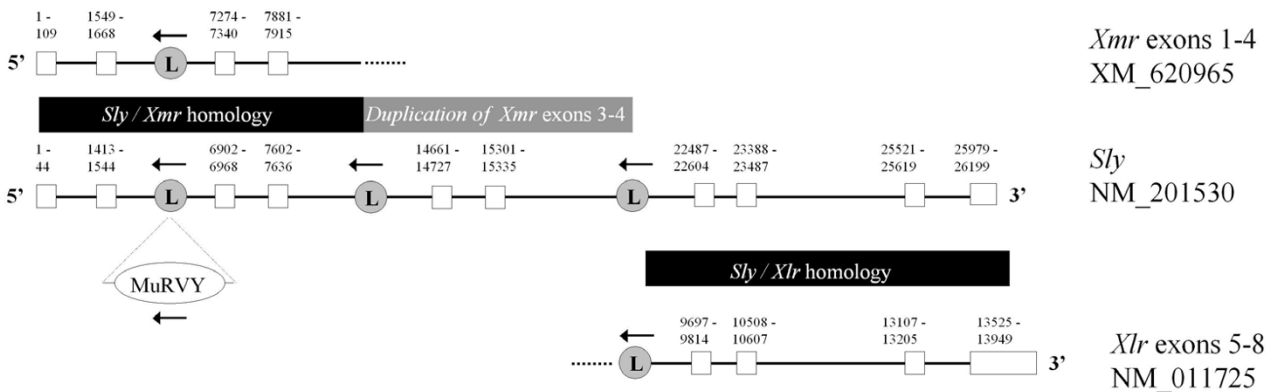 1 - 1549 - 7274 - 7881 -
109 1668 7340 7915
5' L
Xmr exons 1-4
XM_620965
Sly / Xmr homology Duplication of Xmr exons 3-4
1 - 1413 - 6902 - 7602 - 14661 - 15301 - 22487 - 23388 - 25521 - 25979 -
44 1544 6968 7636 14727 15335 22604 23487 25619 26199
5' L L L 3'
Sly
NM_201530
MuRVY
Sly / Xlr homology
9697 - 10508 - 13107 - 13525 -
9814 10607 13205 13949
L 3'
Xlr exons 5-8
NM_011725